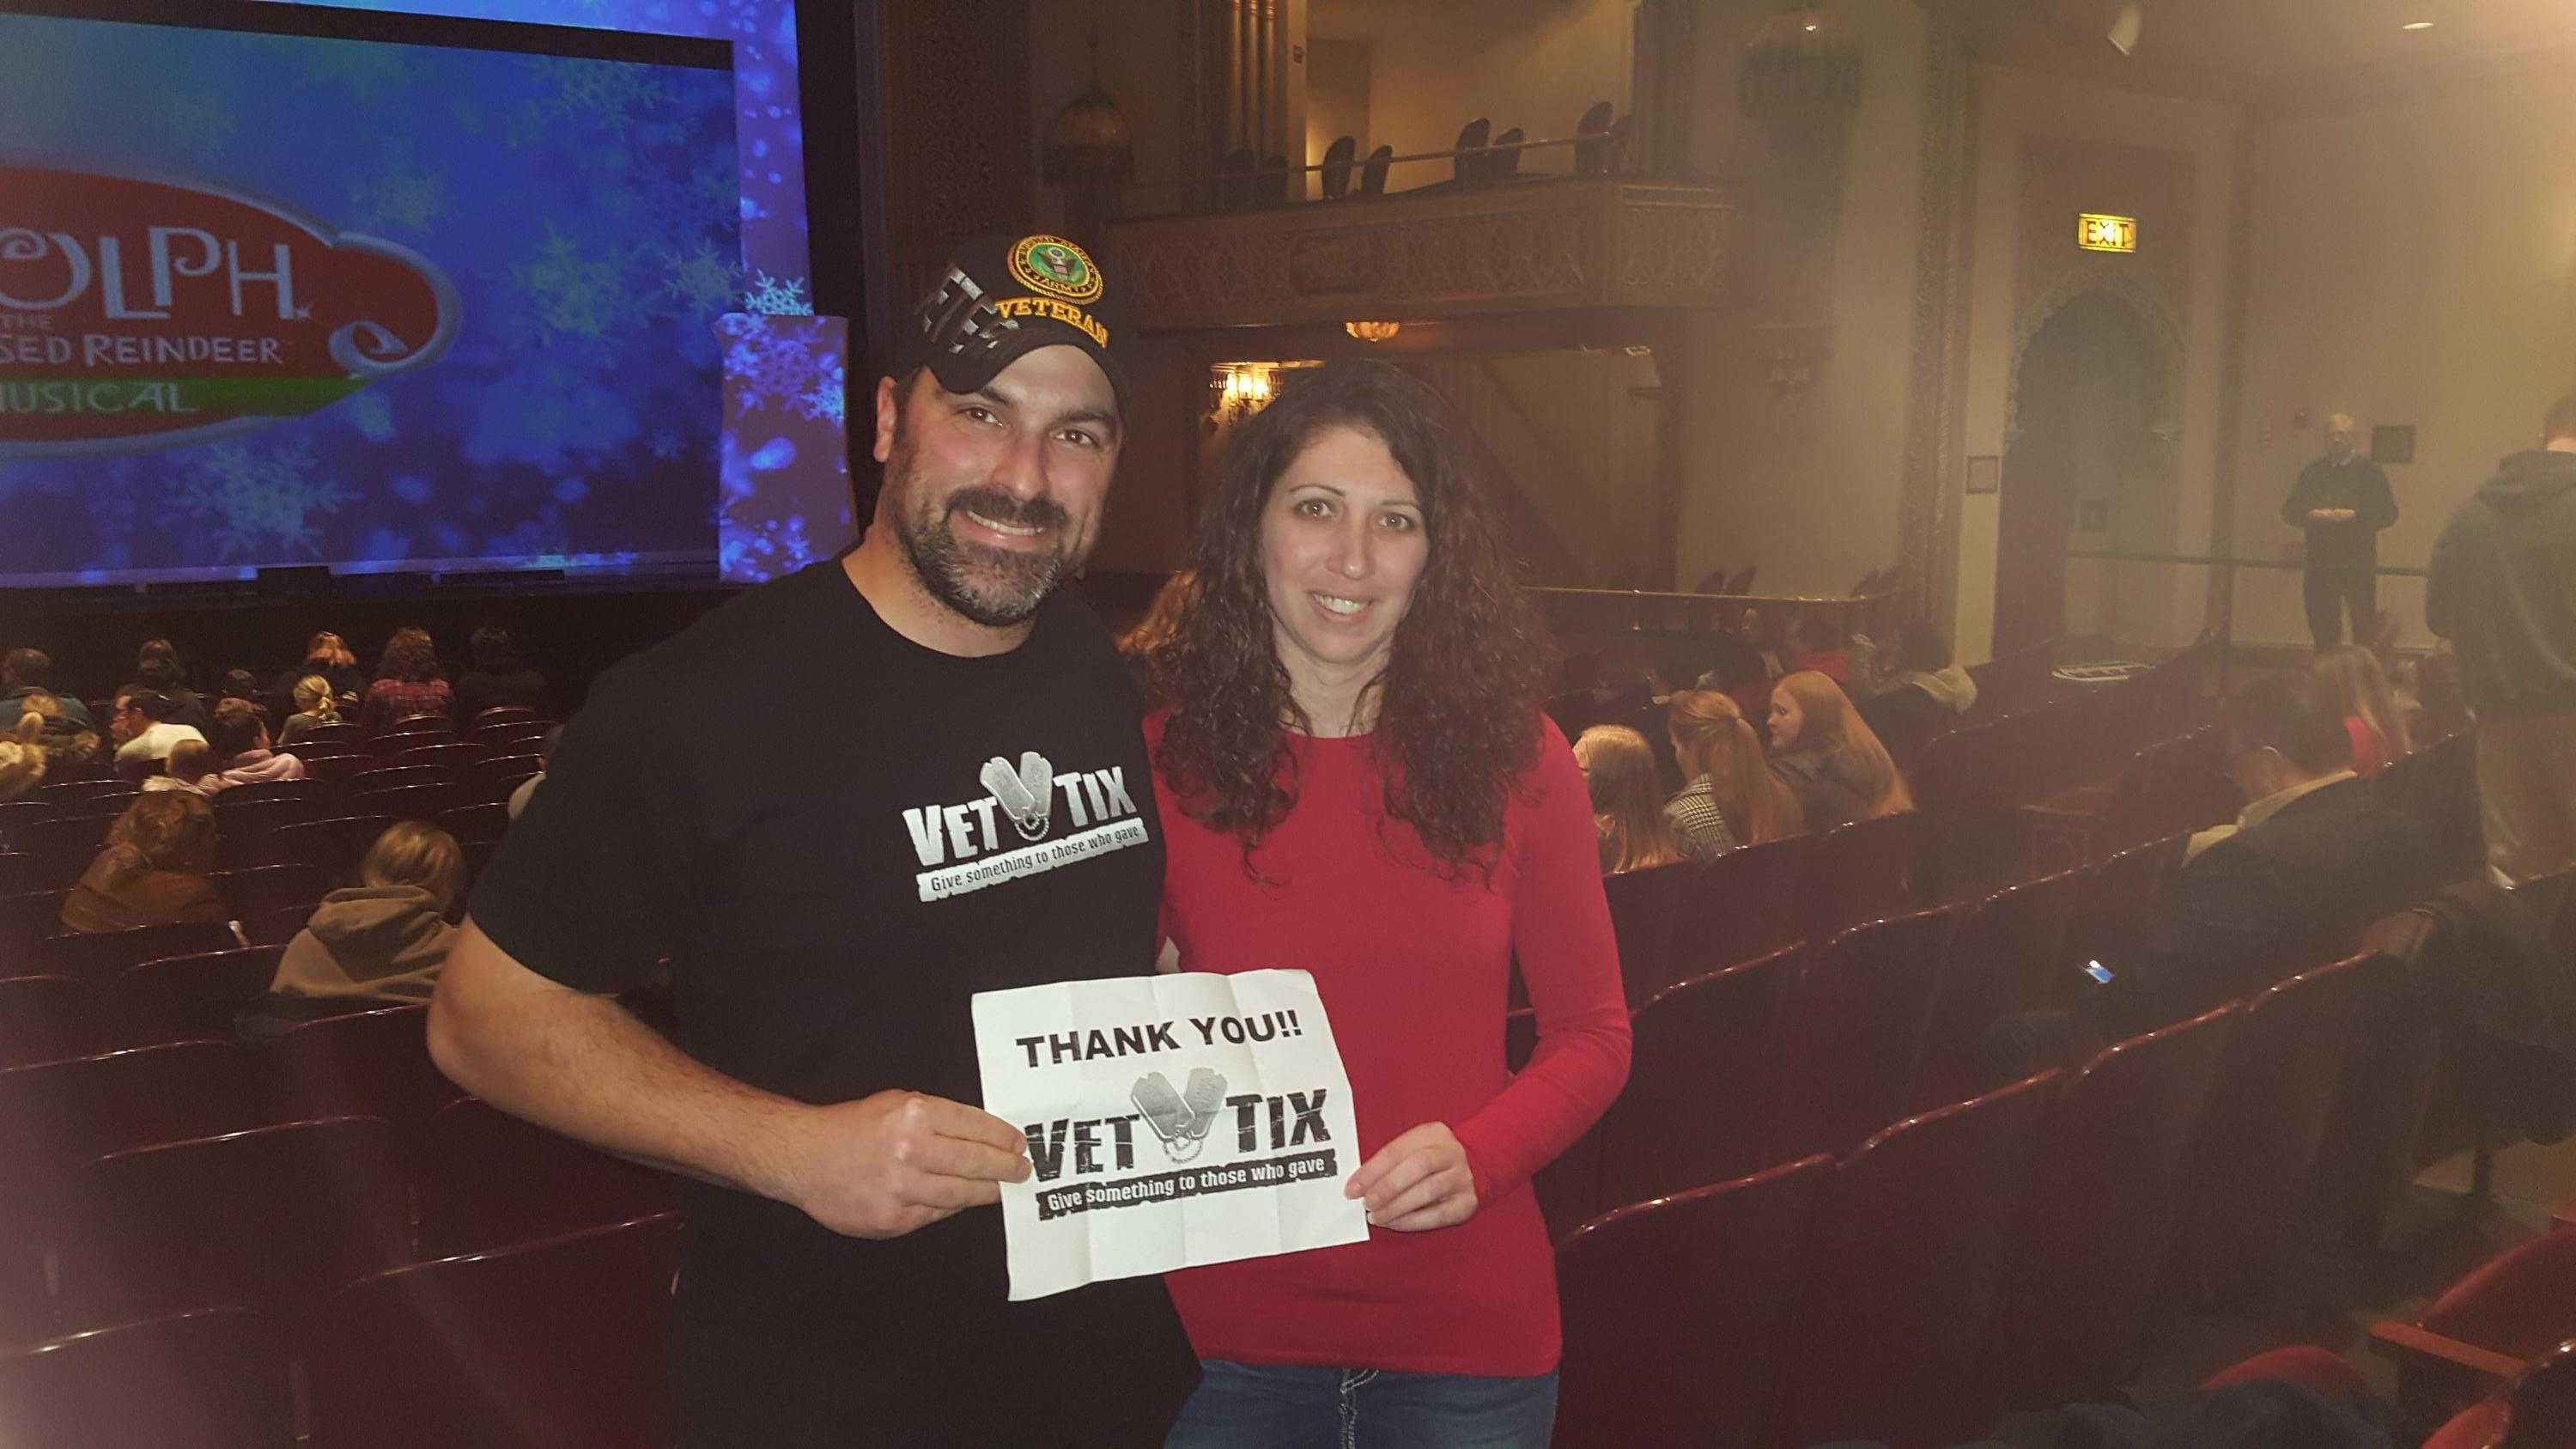 OLPH
THE
SED REINDEER
MUSICAL
ARMY
VETERAN
EXIT
VET TIX
Give something to those who gave
THANK YOU!!
VET TIX
Give something to those who gave